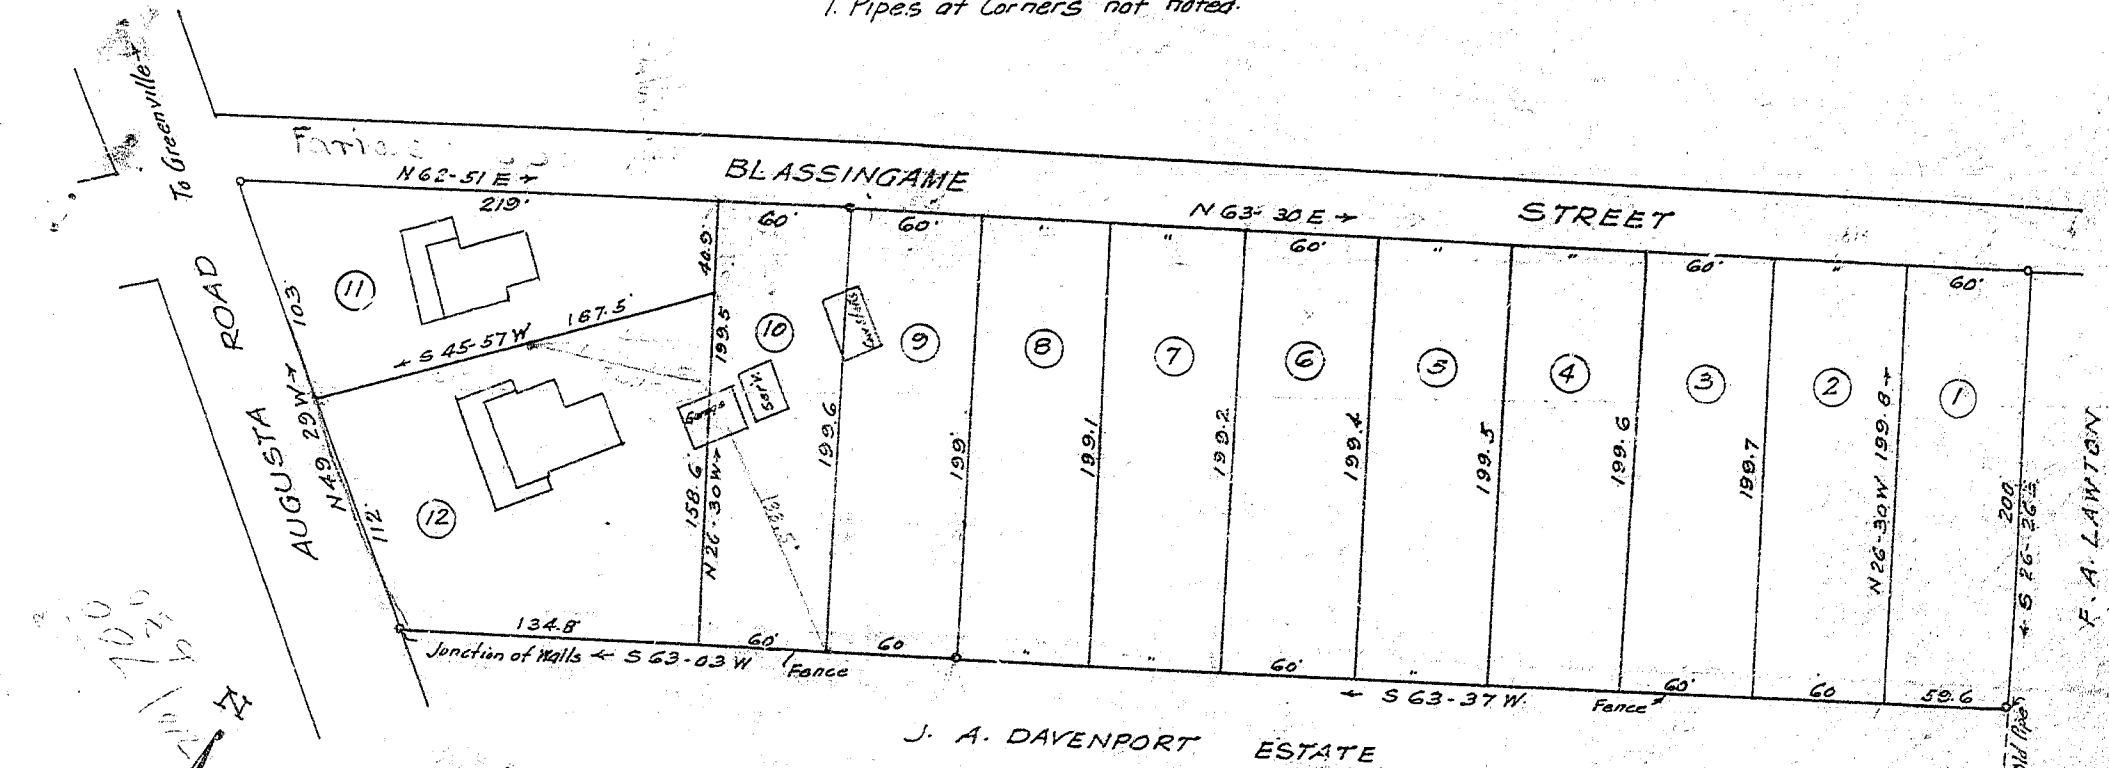 1. Pipes at Corners not noted.
To Greenville
BLASSINGAME STREET
N 62-51 E
219'
60'
60'
"
"
N 63-30 E
60'
"
"
60'
"
60'
AUGUSTA ROAD
N 49 29 W
103'
112'
11
S 45-57 W
167.5'
40.9
199.5
158.6
N 26-30 W
12
10
9
8
7
6
5
4
3
2
1
199.6
199'
199.1
199.2
199.4
199.5
199.6
199.7
N 26-30 W 199.8
200
S 26-26 E
F. A. LAWTON
134.8
60'
60
"
"
60'
"
60'
60
59.6
Junction of Walls
S 63-03 W
Fence
S 63-37 W
Fence
Old Pipe
J. A. DAVENPORT ESTATE
N